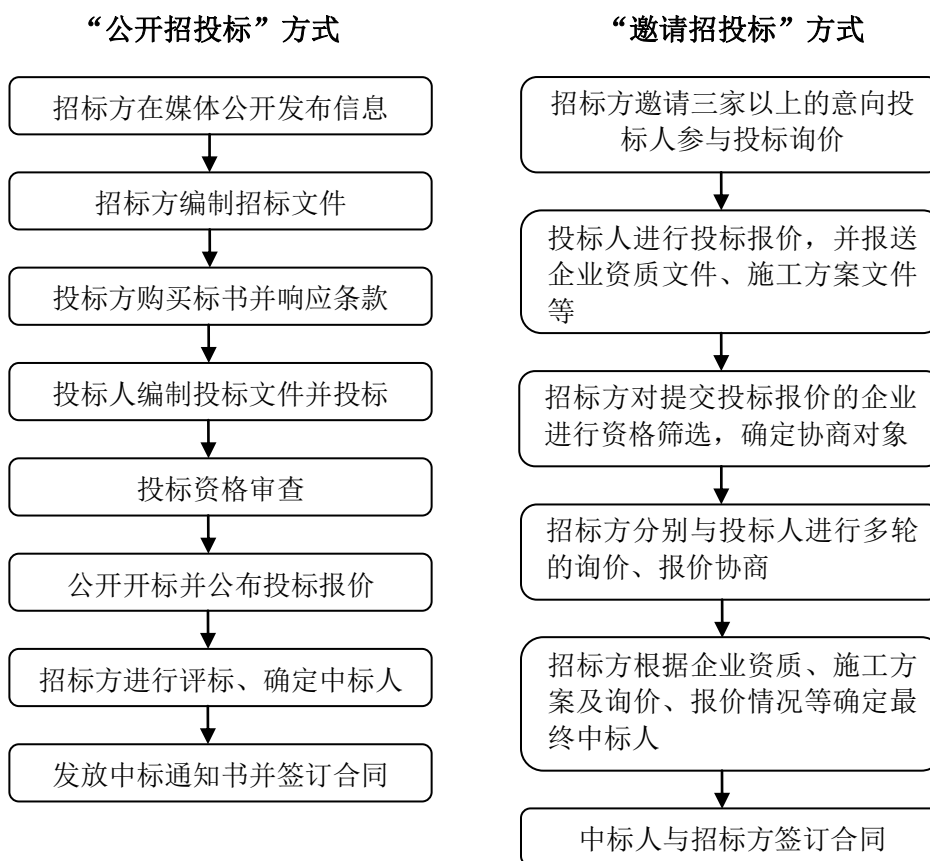 “公开招投标”方式
招标方在媒体公开发布信息
招标方编制招标文件
投标方购买标书并响应条款
投标人编制投标文件并投标
投标资格审查
公开开标并公布投标报价
招标方进行评标、确定中标人
发放中标通知书并签订合同
“邀请招投标”方式
招标方邀请三家以上的意向投
标人参与投标询价
投标人进行投标报价，并报送
企业资质文件、施工方案文件
等
招标方对提交投标报价的企业
进行资格筛选，确定协商对象
招标方分别与投标人进行多轮
的询价、报价协商
招标方根据企业资质、施工方
案及询价、报价情况等确定最
终中标人
中标人与招标方签订合同